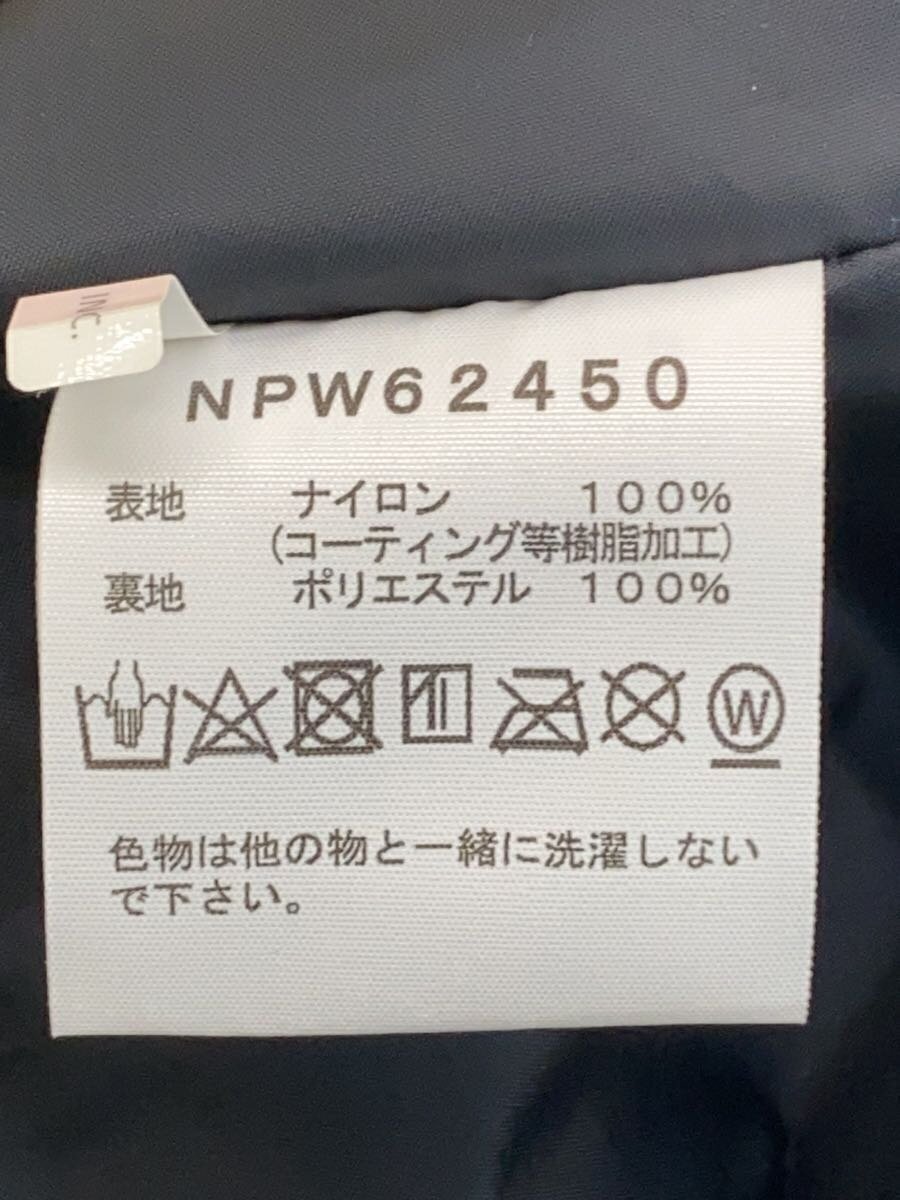 INC.
NPW62450
表地 ナイロン 100%
(コーティング等樹脂加工)
裏地 ポリエステル 100%
W
色物は他の物と一緒に洗濯しない
で下さい。